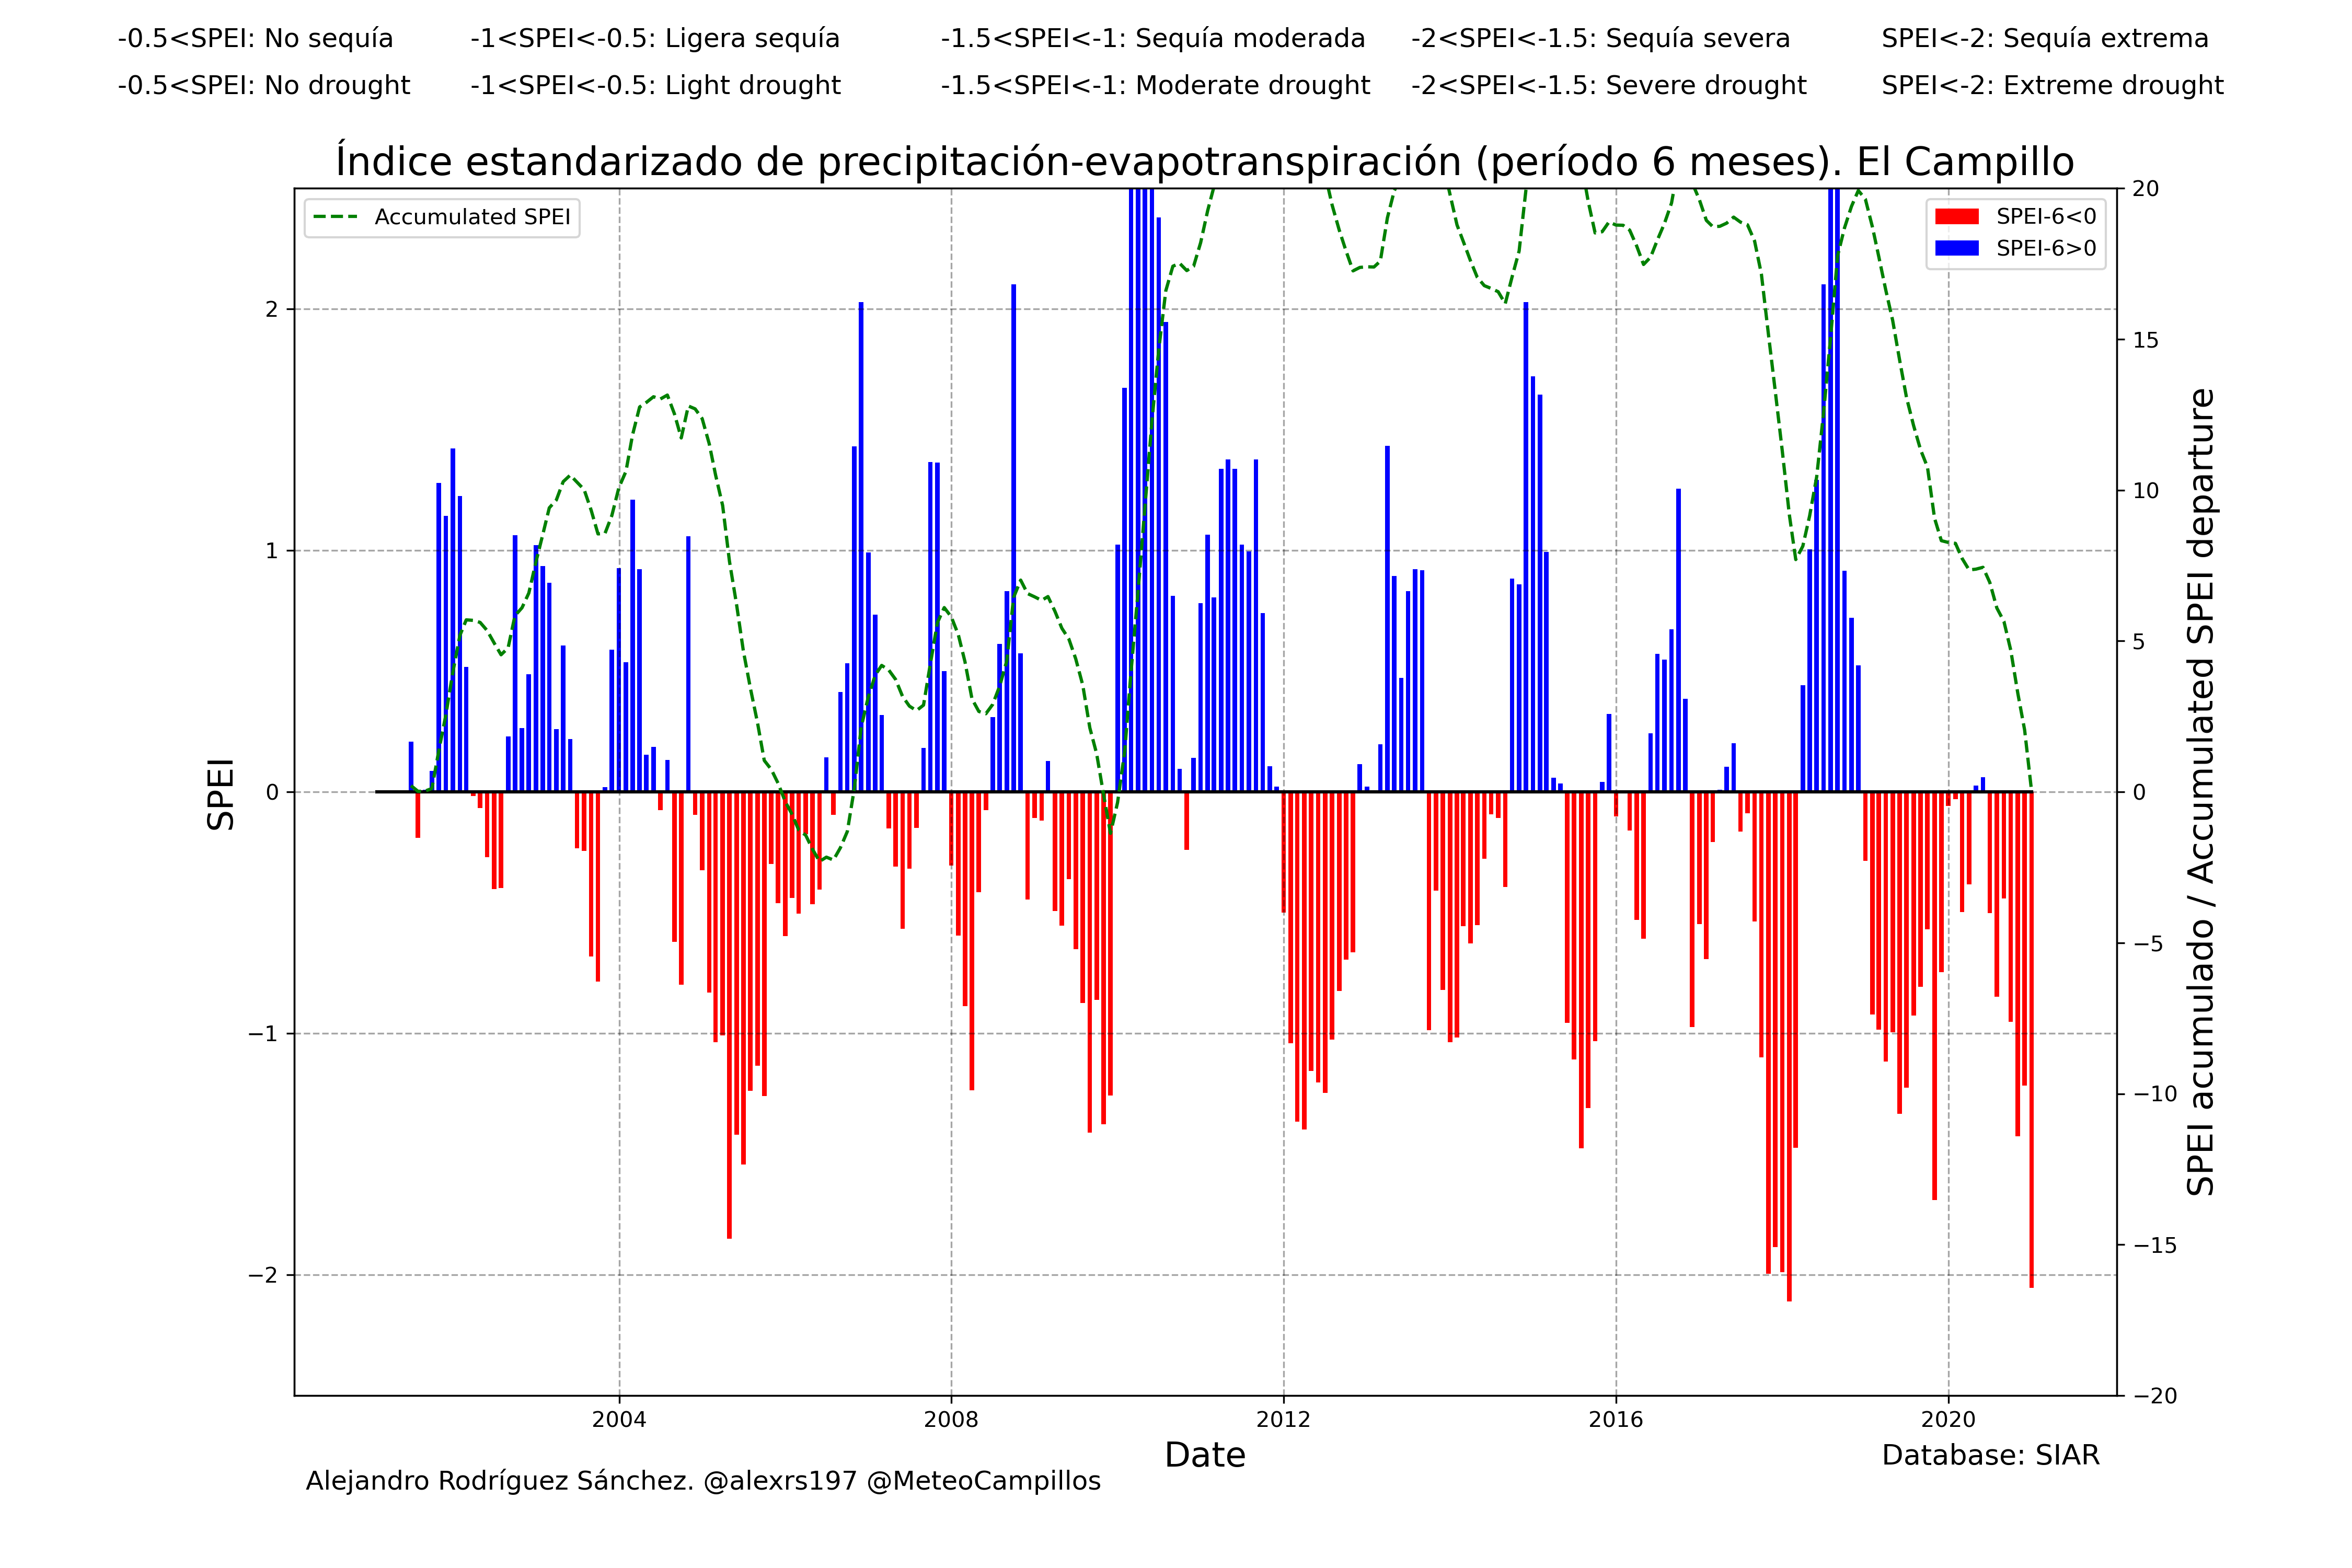 -0.5<SPEI: No sequía -1<SPEI<-0.5: Ligera sequía -1.5<SPEI<-1: Sequía moderada -2<SPEI<-1.5: Sequía severa SPEI<-2: Sequía extrema
-0.5<SPEI: No drought -1<SPEI<-0.5: Light drought -1.5<SPEI<-1: Moderate drought -2<SPEI<-1.5: Severe drought SPEI<-2: Extreme drought
Índice estandarizado de precipitación-evapotranspiración (período 6 meses). El Campillo
Accumulated SPEI
SPEI-6<0
SPEI-6>0
SPEI
2
1
0
−1
−2
20
15
10
5
0
−5
−10
−15
−20
SPEI acumulado / Accumulated SPEI departure
2004 2008 2012 2016 2020
Date
Database: SIAR
Alejandro Rodríguez Sánchez. @alexrs197 @MeteoCampillos